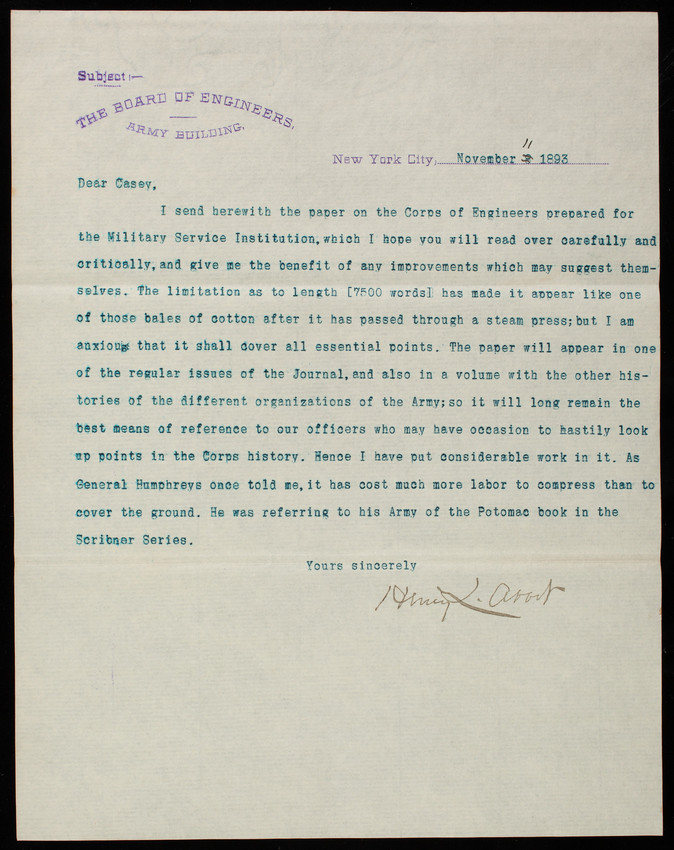 Subject:—
THE BOARD OF ENGINEERS,
ARMY BUILDING,
New York City, November 11 1893
Dear Casey,
I send herewith the paper on the Corps of Engineers prepared for
the Military Service Institution,which I hope you will read over carefully and
critically,and give me the benefit of any improvements which may suggest them-
selves. The limitation as to length [7500 words] has made it appear like one
of those bales of cotton after it has passed through a steam press;but I am
anxious that it shall cover all essential points. The paper will appear in one
of the regular issues of the Journal,and also in a volume with the other his-
tories of the different organizations of the Army;so it will long remain the
best means of reference to our officers who may have occasion to hastily look
up points in the Corps history. Hence I have put considerable work in it. As
General Humphreys once told me,it has cost much more labor to compress than to
cover the ground. He was referring to his Army of the Potomac book in the
Scribner Series.
Yours sincerely
Henry L. Abbot